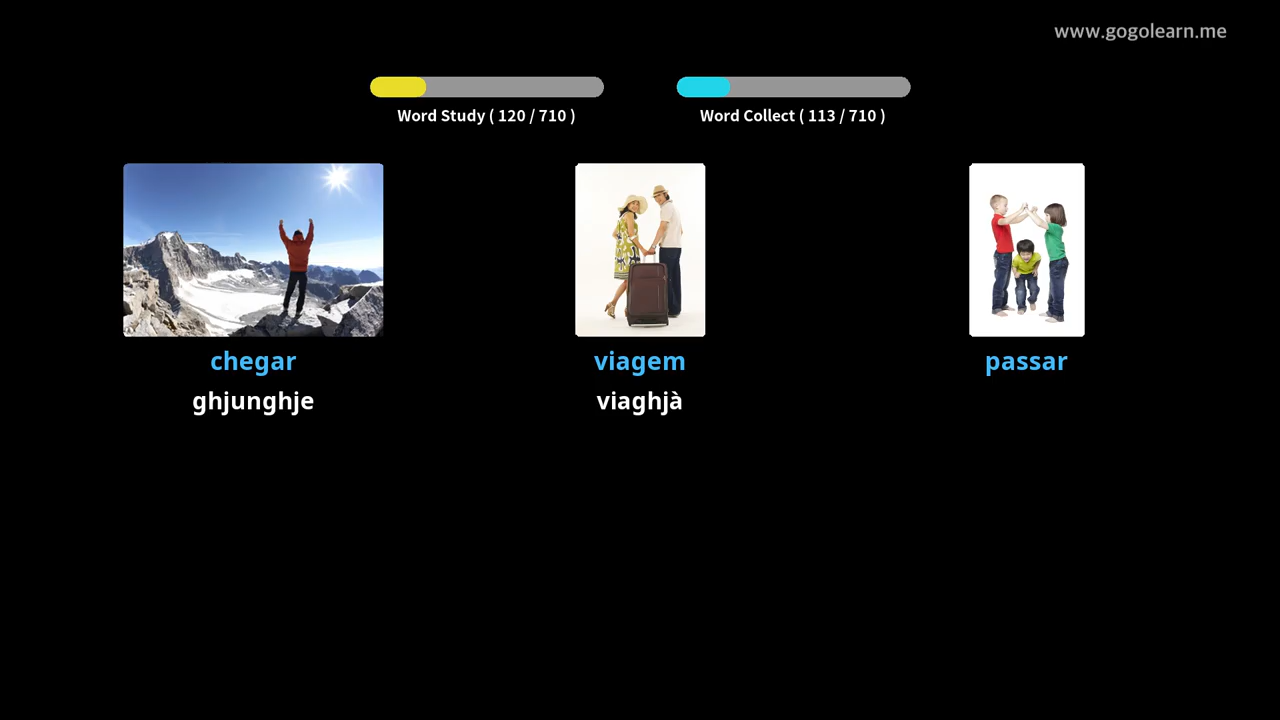 www.gogolearn.me
Word Study ( 120 / 710 )
Word Collect ( 113 / 710 )
chegar
viagem
passar
ghjunghje
viaghjà